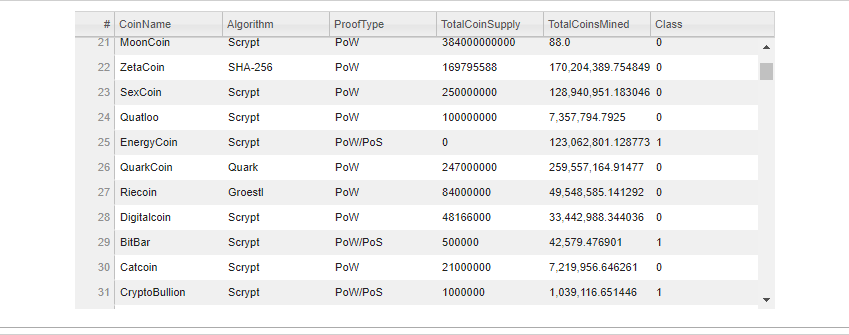 # CoinName Algorithm ProofType TotalCoinSupply TotalCoinsMined Class
21 MoonCoin Scrypt PoW 384000000000 88.0 0
22 ZetaCoin SHA-256 PoW 169795588 170,204,389.754849 0
23 SexCoin Scrypt PoW 250000000 128,940,951.183046 0
24 Quatloo Scrypt PoW 100000000 7,357,794.7925 0
25 EnergyCoin Scrypt PoW/PoS 0 123,062,801.128773 1
26 QuarkCoin Quark PoW 247000000 259,557,164.91477 0
27 Riecoin Groestl PoW 84000000 49,548,585.141292 0
28 Digitalcoin Scrypt PoW 48166000 33,442,988.344036 0
29 BitBar Scrypt PoW/PoS 500000 42,579.476901 1
30 Catcoin Scrypt PoW 21000000 7,219,956.646261 0
31 CryptoBullion Scrypt PoW/PoS 1000000 1,039,116.651446 1